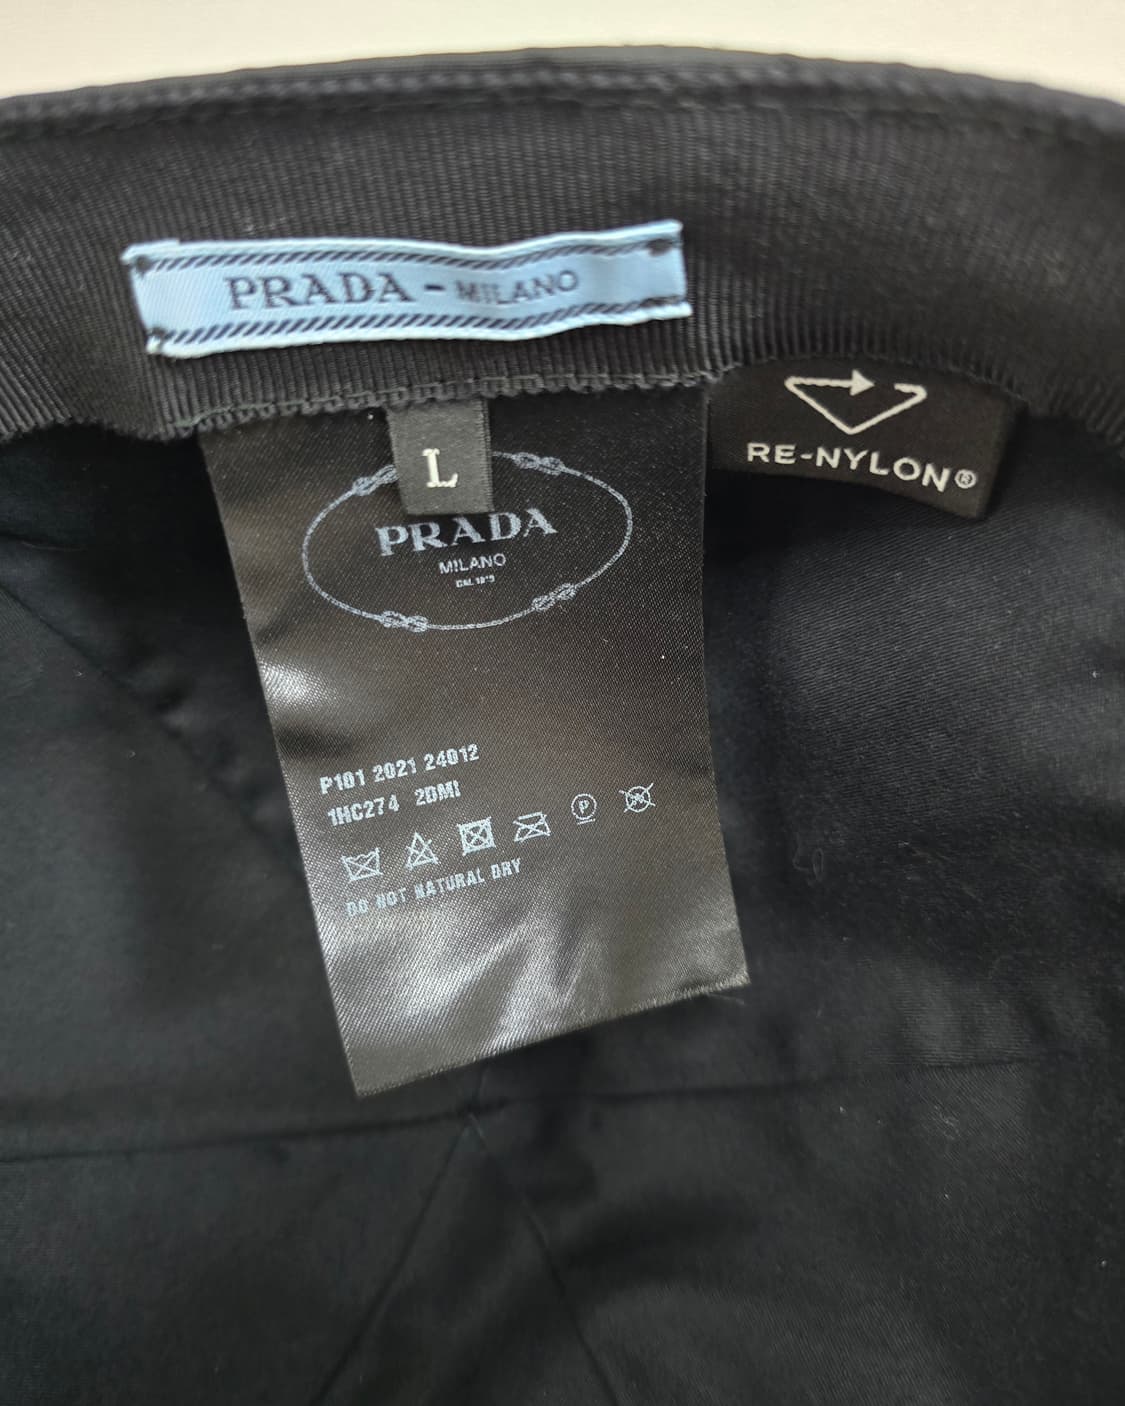 PRADA - MILANO
L
RE-NYLON®
PRADA
MILANO
P101 2021 24012
1HC274 2DMI
P
DO NOT NATURAL DRY